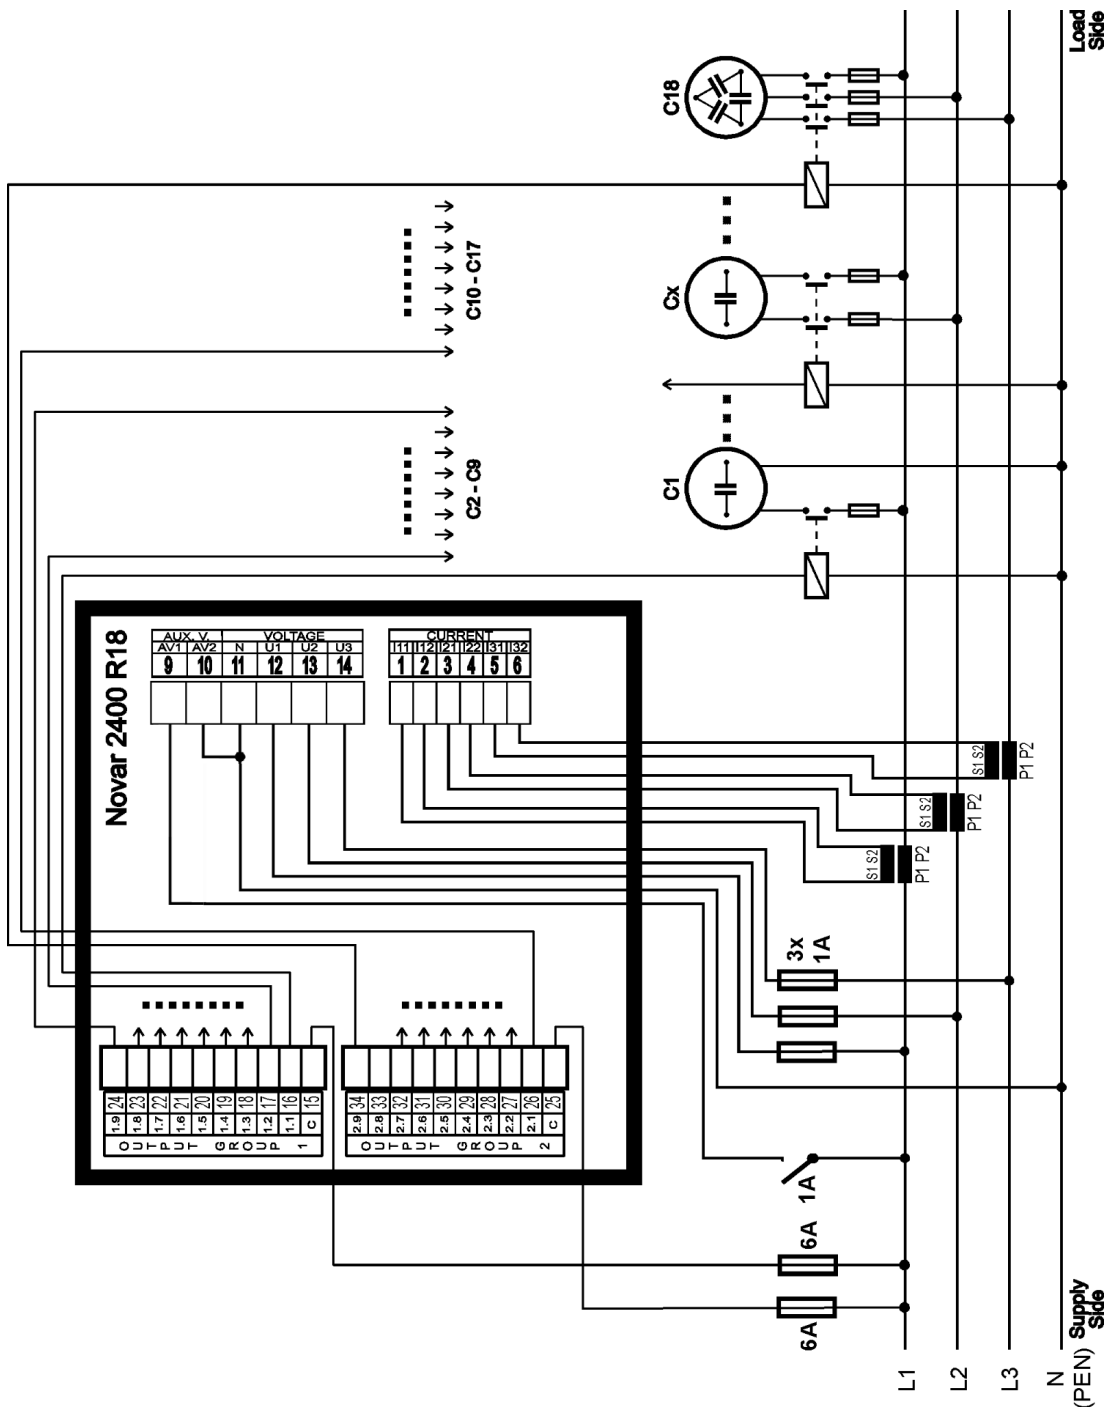 Load
Side
C18
C10 - C17
Cx
C2 - C9
C1
Novar 2400 R18
AUX. V. VOLTAGE
AV1 AV2 N U1 U2 U3
9 10 11 12 13 14
CURRENT
I11 I12 I21 I22 I31 I32
1 2 3 4 5 6
S1 S2
P1 P2
S1 S2
P1 P2
S1 S2
P1 P2
3x
1A
24 23 22 21 20 19 18 17 16 15
1.9 1.8 1.7 1.6 1.5 1.4 1.3 1.2 1.1 C
OUTPUT GROUP 1
34 33 32 31 30 29 28 27 26 25
2.9 2.8 2.7 2.6 2.5 2.4 2.3 2.2 2.1 C
OUTPUT GROUP 2
1A
6A
6A
L1
L2
L3
N
(PEN)
Supply
Side